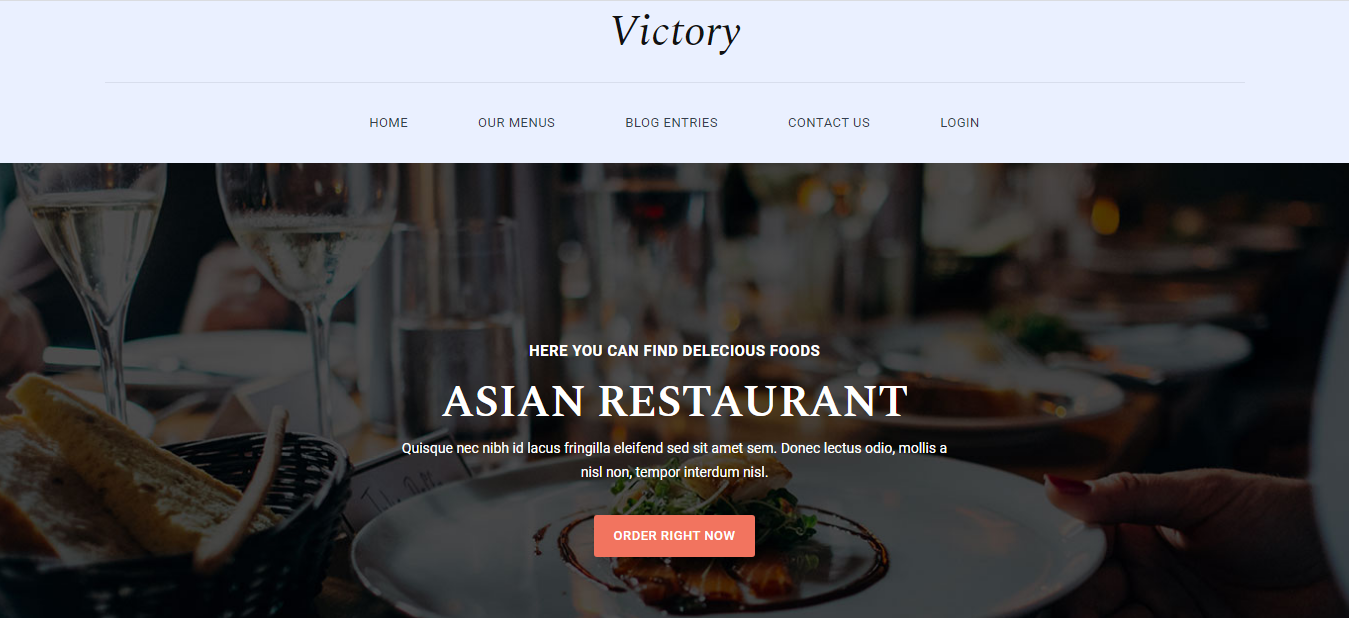 Victory
HOME OUR MENUS BLOG ENTRIES CONTACT US LOGIN
HERE YOU CAN FIND DELECIOUS FOODS
ASIAN RESTAURANT
Quisque nec nibh id lacus fringilla eleifend sed sit amet sem. Donec lectus odio, mollis a
nisl non, tempor interdum nisl.
ORDER RIGHT NOW